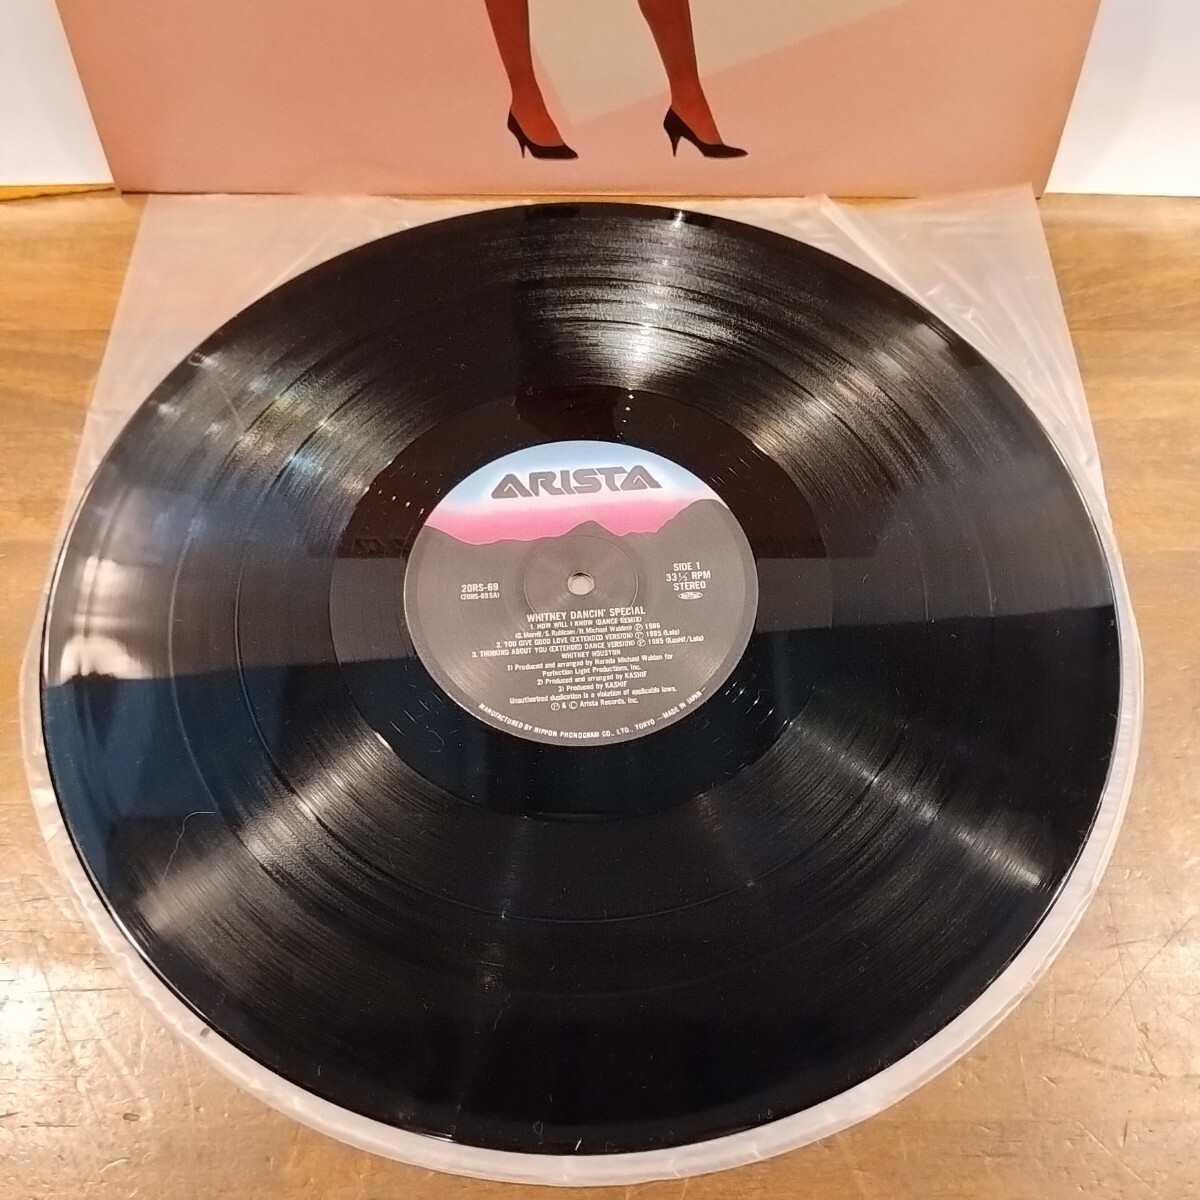 ARISTA
20RS-69
(20RS-69SA)
SIDE 1
33 1/3 RPM
STEREO
WHITNEY DANCIN' SPECIAL
1. HOW WILL I KNOW (DANCE REMIX)
(G. Merrill/S. Rubicam/N. Michael Walden) Ⓟ 1986
2. YOU GIVE GOOD LOVE (EXTENDED VERSION) Ⓟ 1985 (Lala)
3. THINKING ABOUT YOU (EXTENDED DANCE VERSION) Ⓟ 1985 (Kashif/Lala)
WHITNEY HOUSTON
1) Produced and arranged by Narada Michael Walden for
Perfection Light Productions, Inc.
2) Produced and arranged by KASHIF
3) Produced by KASHIF
Unauthorized duplication is a violation of applicable laws.
Ⓟ & © Arista Records, Inc.
MANUFACTURED BY NIPPON PHONOGRAM CO., LTD., TOKYO—MADE IN JAPAN